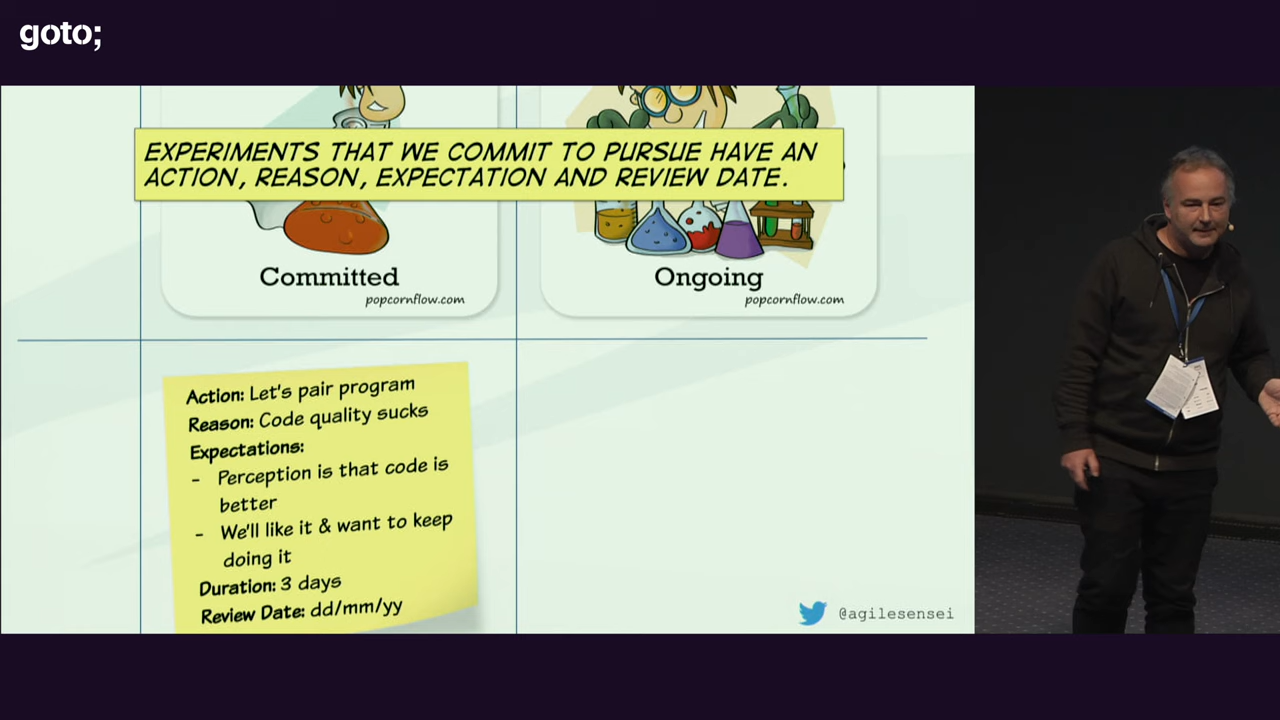 goto;
EXPERIMENTS THAT WE COMMIT TO PURSUE HAVE AN
ACTION, REASON, EXPECTATION AND REVIEW DATE.
Committed
popcornflow.com
Ongoing
popcornflow.com
Action: Let's pair program
Reason: Code quality sucks
Expectations:
- Perception is that code is
better
- We'll like it & want to keep
doing it
Duration: 3 days
Review Date: dd/mm/yy
@agilesensei